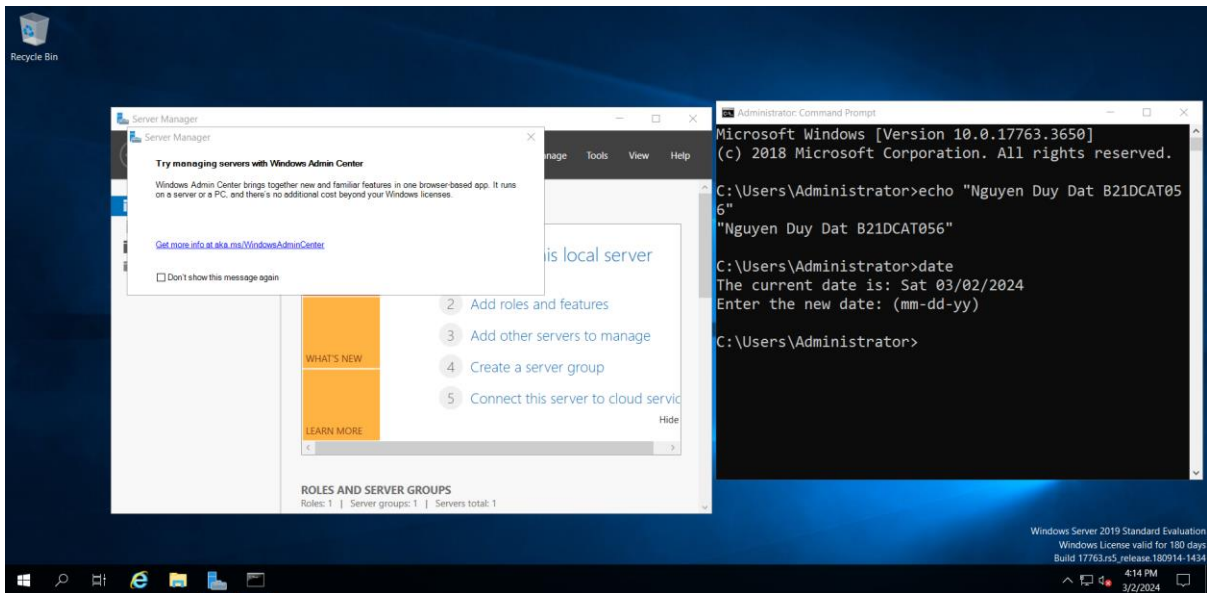 Recycle Bin
Server Manager
Server Manager
Try managing servers with Windows Admin Center
Windows Admin Center brings together new and familiar features in one browser-based app. It runs
on a server or a PC, and there's no additional cost beyond your Windows licenses.
Get more info at aka.ms/WindowsAdminCenter
Don't show this message again
anage Tools View Help
is local server
2 Add roles and features
3 Add other servers to manage
WHAT'S NEW
4 Create a server group
5 Connect this server to cloud servic
Hide
LEARN MORE
ROLES AND SERVER GROUPS
Roles: 1 | Server groups: 1 | Servers total: 1
Administrator: Command Prompt
Microsoft Windows [Version 10.0.17763.3650]
(c) 2018 Microsoft Corporation. All rights reserved.
C:\Users\Administrator>echo "Nguyen Duy Dat B21DCAT05
6"
"Nguyen Duy Dat B21DCAT056"
C:\Users\Administrator>date
The current date is: Sat 03/02/2024
Enter the new date: (mm-dd-yy)
C:\Users\Administrator>
Windows Server 2019 Standard Evaluation
Windows License valid for 180 days
Build 17763.rs5_release.180914-1434
4:14 PM
3/2/2024